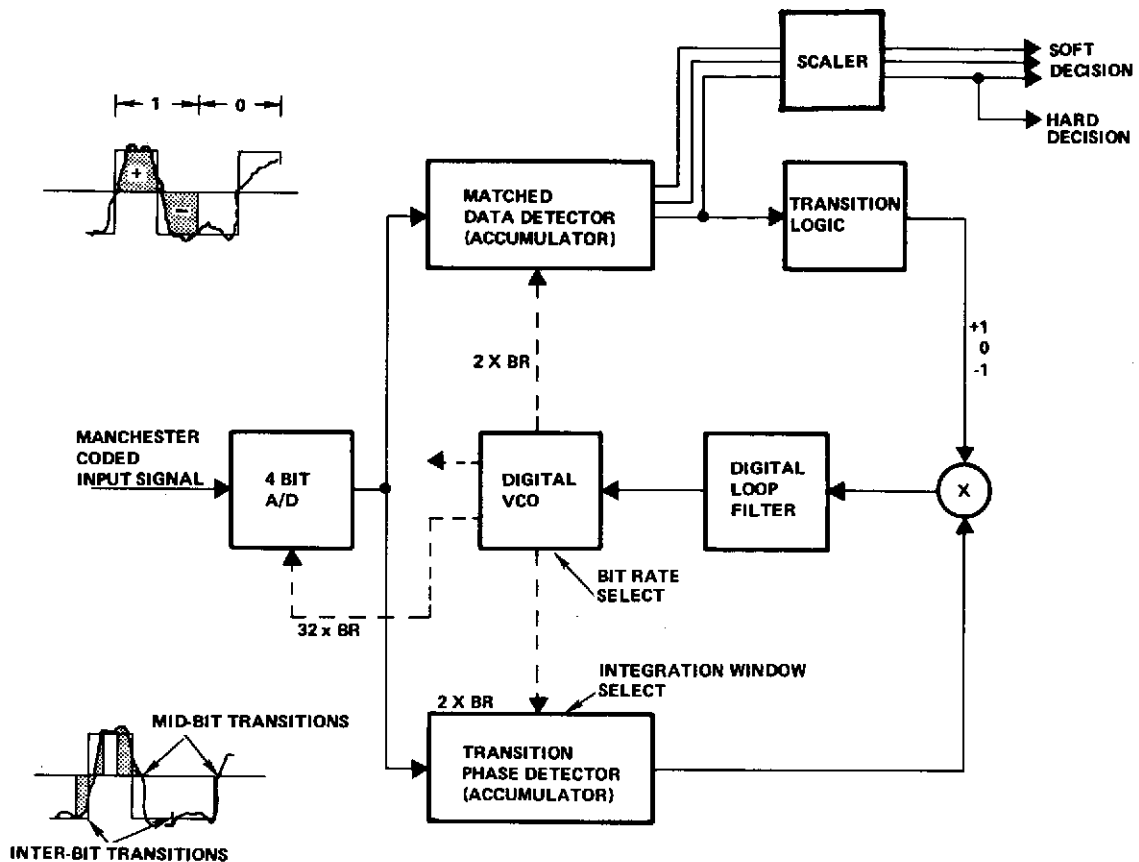 SCALER
SOFT
DECISION
HARD
DECISION
1 0
+
−
MATCHED
DATA DETECTOR
(ACCUMULATOR)
TRANSITION
LOGIC
2 X BR
+1
0
-1
MANCHESTER
CODED
INPUT SIGNAL
4 BIT
A/D
DIGITAL
VCO
DIGITAL
LOOP
FILTER
X
BIT RATE
SELECT
32 x BR
INTEGRATION WINDOW
SELECT
2 X BR
MID-BIT TRANSITIONS
TRANSITION
PHASE DETECTOR
(ACCUMULATOR)
INTER-BIT TRANSITIONS